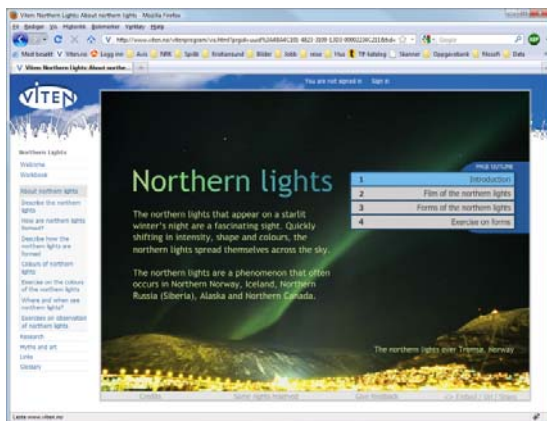 Viten: Northern Lights: About northern lights - Mozilla Firefox
You are not signed in Sign in
VITEN
Northern Lights
Welcome
Workbook
About northern lights
Describe the northern
lights
How are northern lights
formed?
Describe how the
northern lights are
formed
Colours of northern
lights
Exercise on the colours
of the northern lights
Where and when see
northern lights?
Exercises on observation
of northern lights
Research
Myths and art
Links
Glossary
PAGE OUTLINE
1 Introduction
2 Film of the northern lights
3 Forms of the northern lights
4 Exercise on forms
Northern lights
The northern lights that appear on a starlit
winter's night are a fascinating sight. Quickly
shifting in intensity, shape and colours, the
northern lights spread themselves across the sky.
The northern lights are a phenomenon that often
occurs in Northern Norway, Iceland, Northern
Russia (Siberia), Alaska and Northern Canada.
The northern lights over Tromsø, Norway
Credits Some rights reserved Give feedback